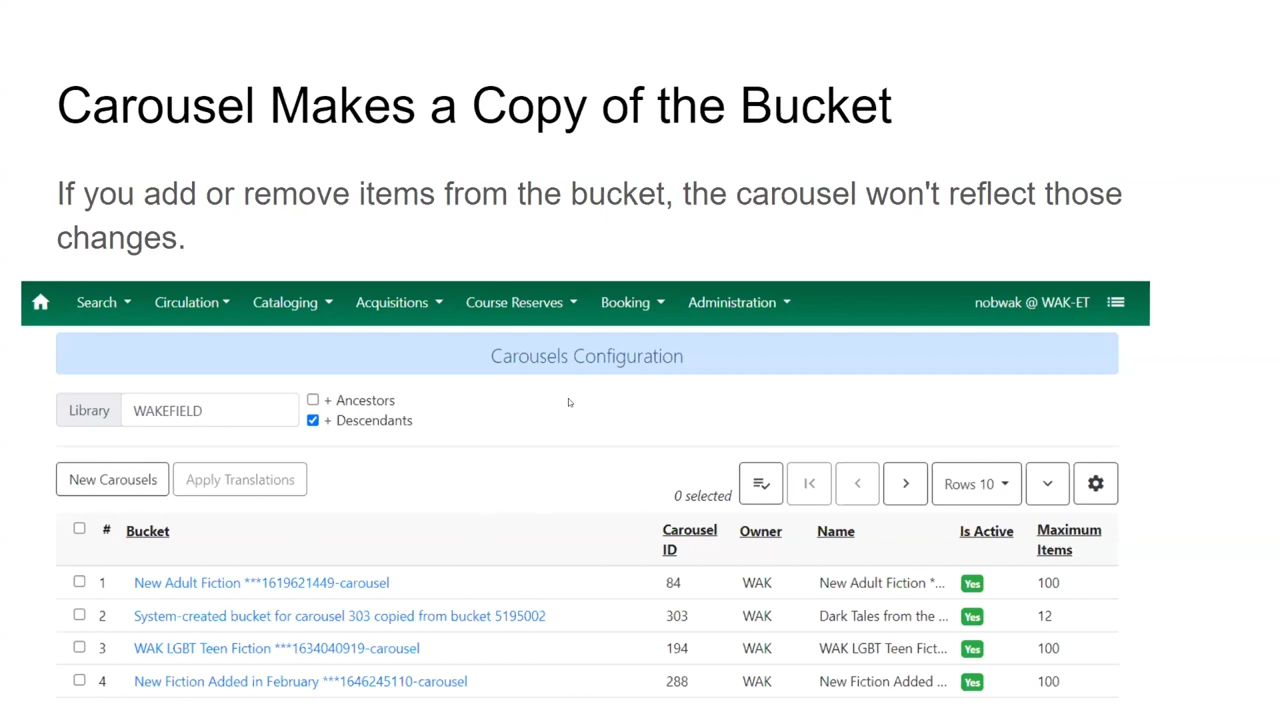 Carousel Makes a Copy of the Bucket
If you add or remove items from the bucket, the carousel won't reflect those
changes.
Search Circulation Cataloging Acquisitions Course Reserves Booking Administration nobwak @ WAK-ET
Carousels Configuration
Library WAKEFIELD
+ Ancestors
+ Descendants
New Carousels Apply Translations 0 selected Rows 10
# Bucket Carousel ID Owner Name Is Active Maximum Items
1 New Adult Fiction ***1619621449-carousel 84 WAK New Adult Fiction *... Yes 100
2 System-created bucket for carousel 303 copied from bucket 5195002 303 WAK Dark Tales from the ... Yes 12
3 WAK LGBT Teen Fiction ***1634040919-carousel 194 WAK WAK LGBT Teen Fict... Yes 100
4 New Fiction Added in February ***1646245110-carousel 288 WAK New Fiction Added ... Yes 100